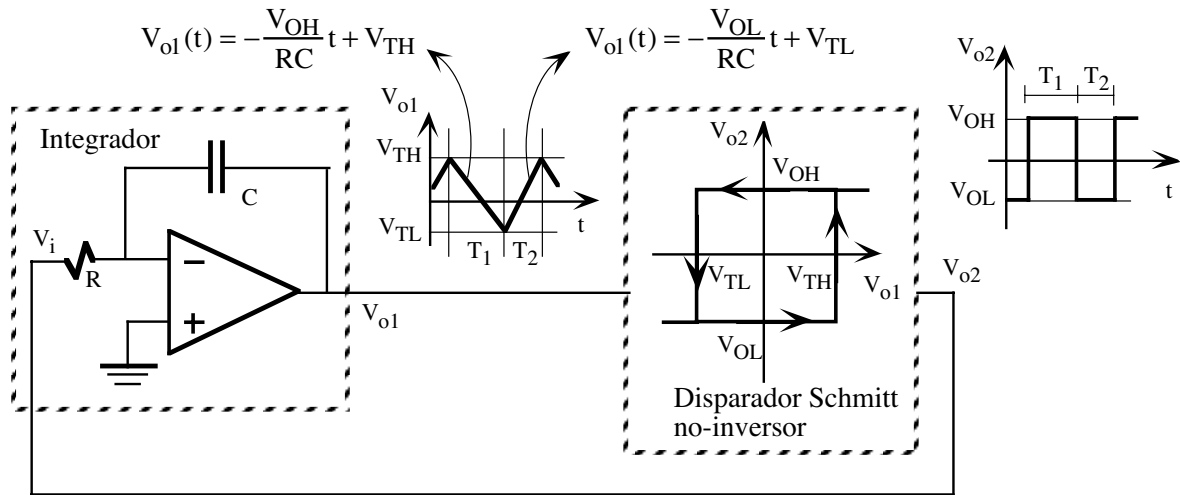 V_o1(t) = -V_OH/RC t + V_TH
V_o1(t) = -V_OL/RC t + V_TL
Integrador
C
V_i
R
−
+
V_o1
V_o1
V_TH
V_TL
T_1 T_2
t
V_o2
V_OH
V_TL
V_TH
V_o1
V_OL
Disparador Schmitt
no-inversor
V_o2
V_o2
T_1 T_2
V_OH
V_OL
t